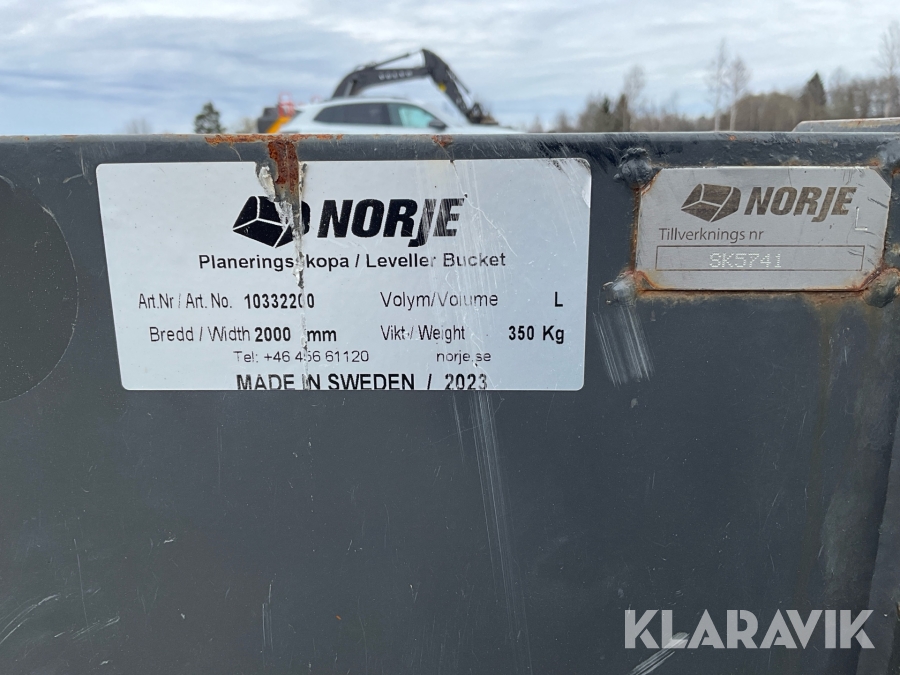 NORJE
Planeringsskopa / Leveller Bucket
Art.Nr / Art. No. 10332200 Volym/Volume L
Bredd / Width 2000 mm Vikt / Weight 350 Kg
Tel: +46 456 61120 norje.se
MADE IN SWEDEN / 2023
NORJE
L
Tillverknings nr
SK5741
VOLVO
KLARAVIK